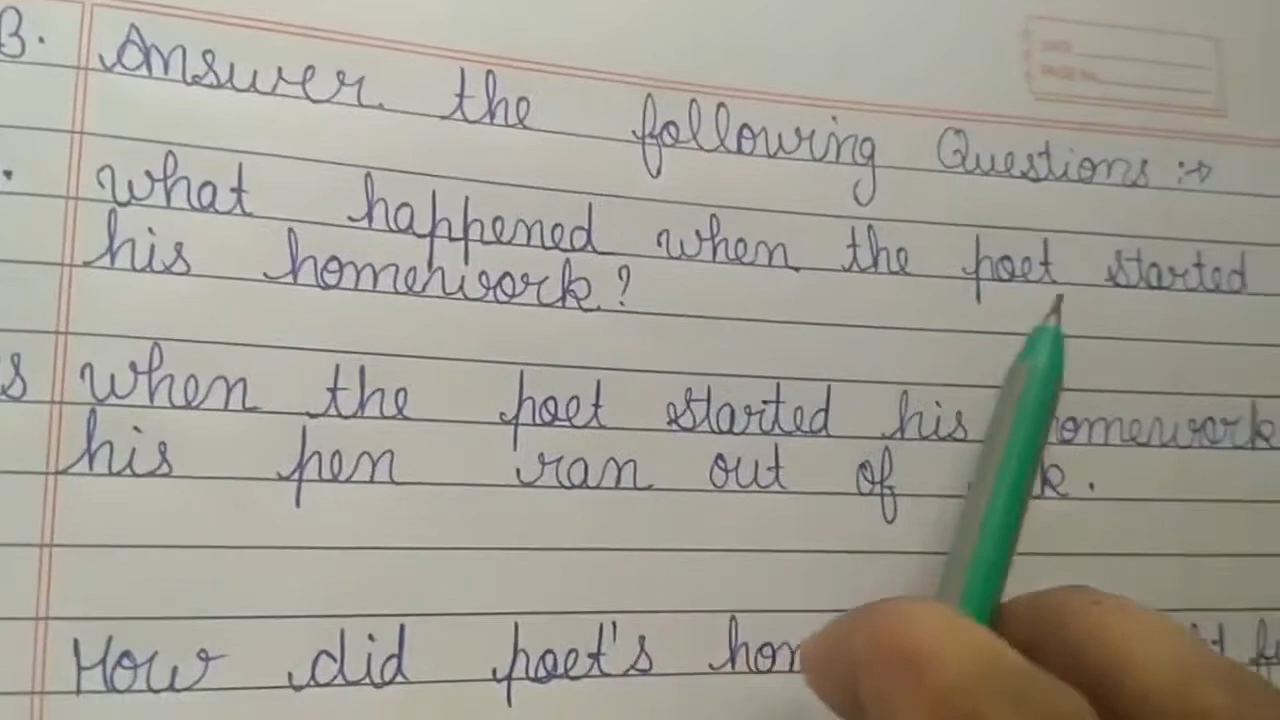 B. Answer the following Questions :→
what happened when the poet started
his homework?
s when the poet started his homework
his pen ran out of
How did poet's